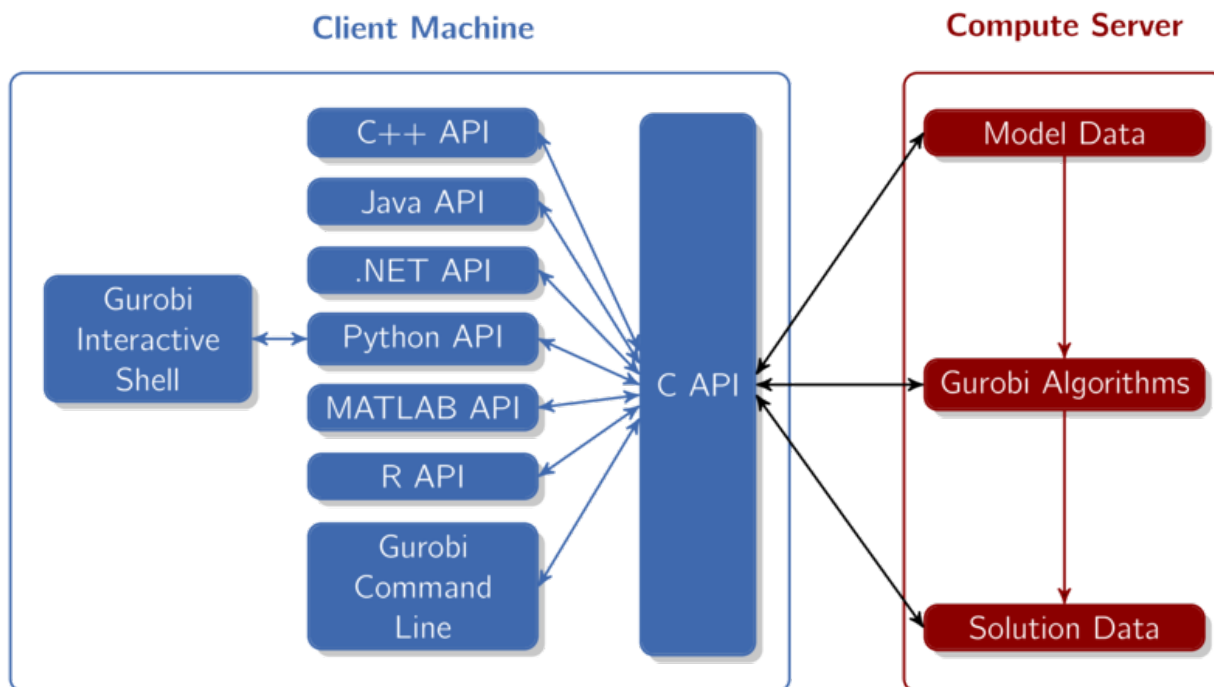 Client Machine
Compute Server
C++ API
Java API
.NET API
Python API
MATLAB API
R API
Gurobi
Command
Line
Gurobi
Interactive
Shell
C API
Model Data
Gurobi Algorithms
Solution Data